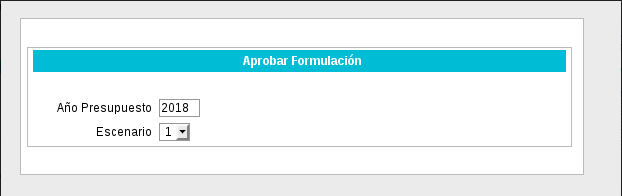 Aprobar Formulación
Año Presupuesto 2018
Escenario 1